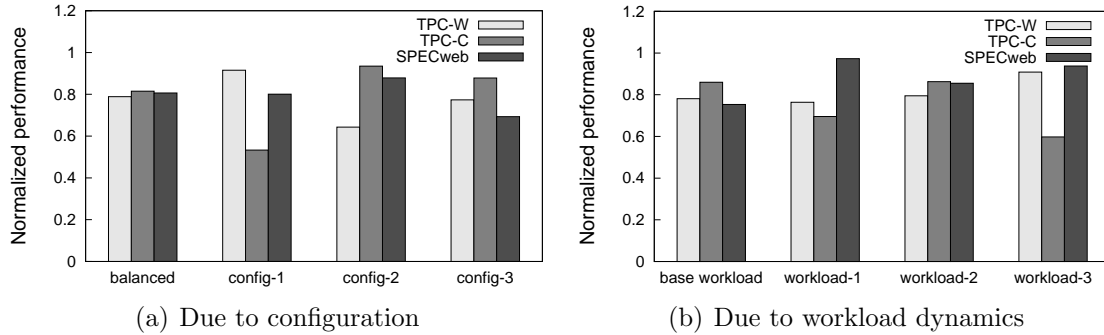 Normalized performance
1.2
1
0.8
0.6
0.4
0.2
0
TPC-W
TPC-C
SPECweb
balanced config-1 config-2 config-3
(a) Due to configuration
Normalized performance
1.2
1
0.8
0.6
0.4
0.2
0
TPC-W
TPC-C
SPECweb
base workload workload-1 workload-2 workload-3
(b) Due to workload dynamics